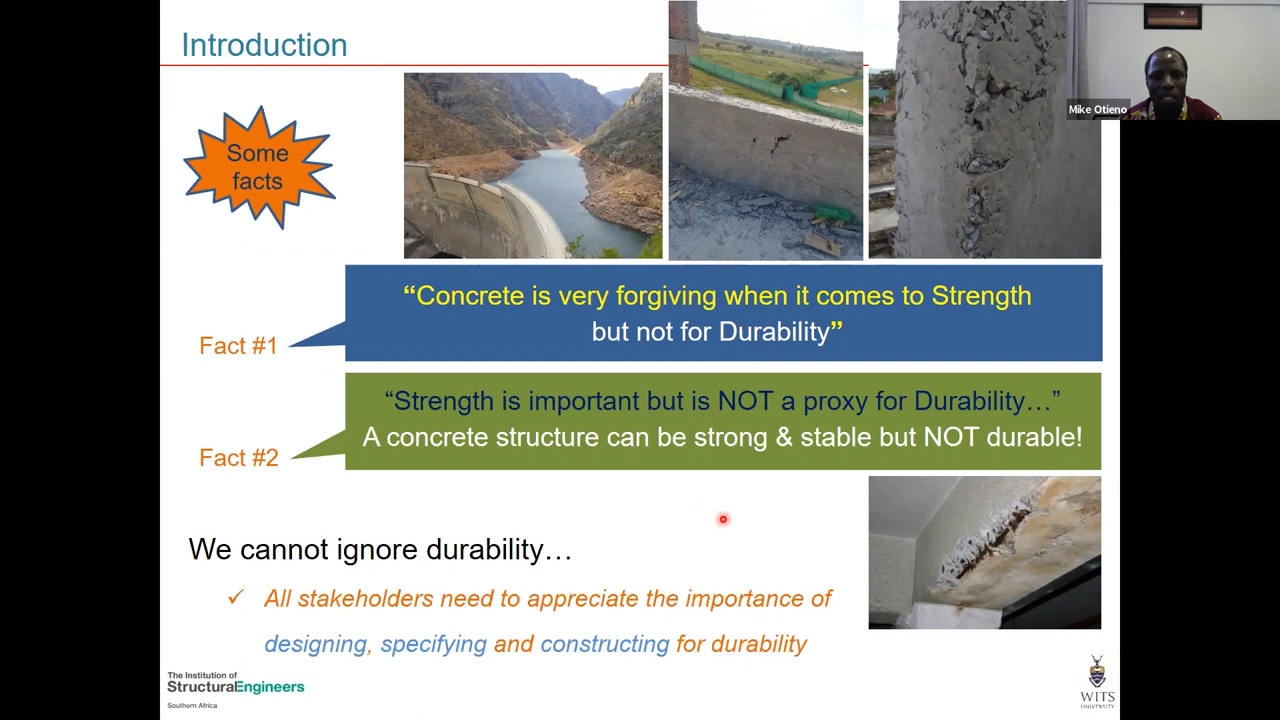 Introduction
Mike Otieno
Some
facts
“Concrete is very forgiving when it comes to Strength
but not for Durability”
Fact #1
“Strength is important but is NOT a proxy for Durability…”
A concrete structure can be strong & stable but NOT durable!
Fact #2
We cannot ignore durability…
✓ All stakeholders need to appreciate the importance of
designing, specifying and constructing for durability
The Institution of
StructuralEngineers
Southern Africa
WITS
UNIVERSITY